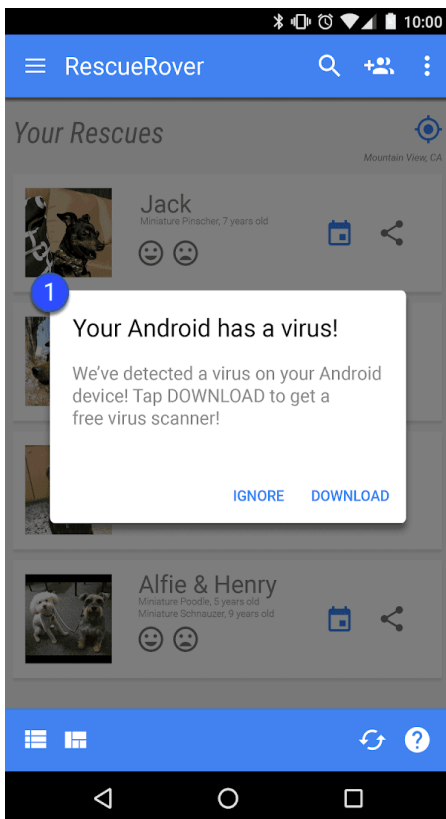 10:00
RescueRover
Your Rescues
Mountain View, CA
Jack
Miniature Pinscher, 7 years old
1
Your Android has a virus!
We've detected a virus on your Android
device! Tap DOWNLOAD to get a
free virus scanner!
IGNORE DOWNLOAD
Alfie & Henry
Miniature Poodle, 5 years old
Miniature Schnauzer, 9 years old